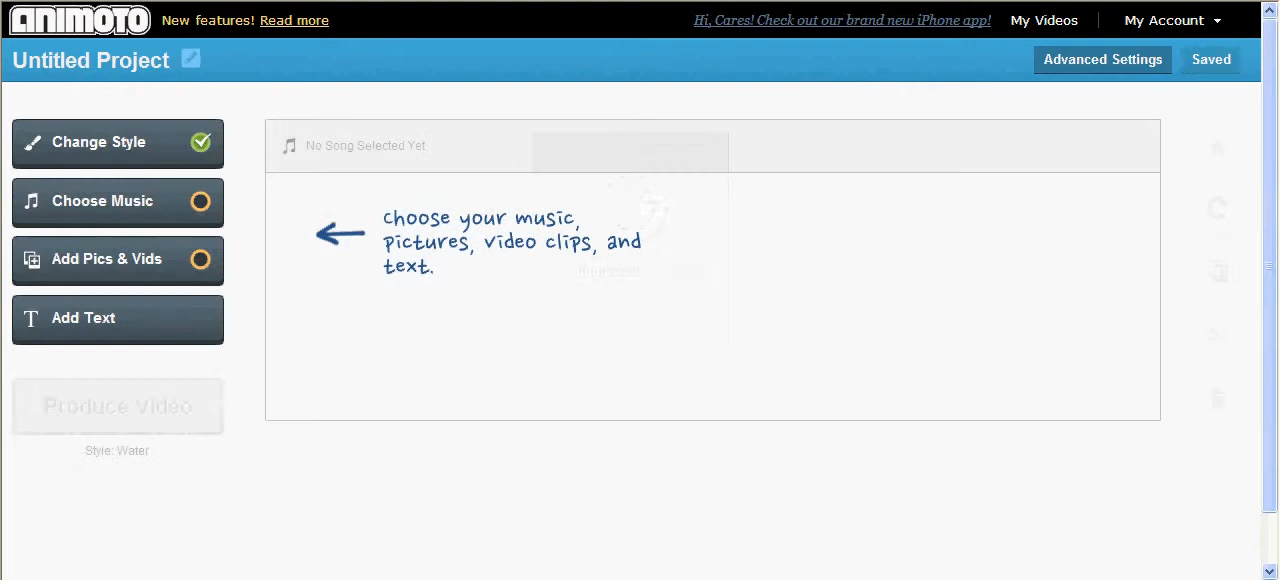 ANIMOTO New features! Read more Hi, Cares! Check out our brand new iPhone app! My Videos My Account
Untitled Project Advanced Settings Saved
Change Style
No Song Selected Yet
Choose Music
Choose your music,
pictures, video clips, and
text.
Add Pics & Vids
Add Text
Produce Video
Style: Water